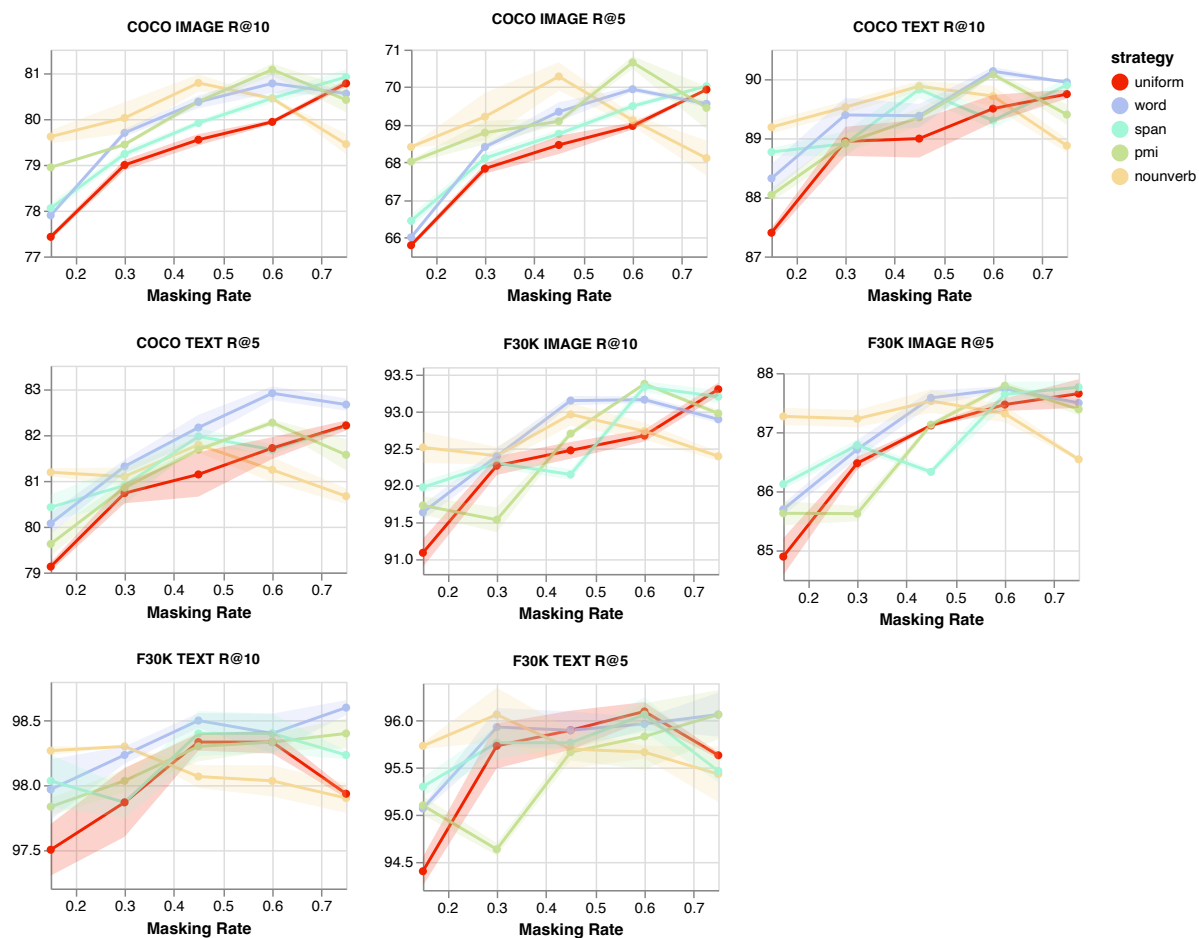 COCO IMAGE R@10
81
80
79
78
77
0.2 0.3 0.4 0.5 0.6 0.7
Masking Rate
COCO IMAGE R@5
71
70
69
68
67
66
0.2 0.3 0.4 0.5 0.6 0.7
Masking Rate
COCO TEXT R@10
90
89
88
87
0.2 0.3 0.4 0.5 0.6 0.7
Masking Rate
strategy
uniform
word
span
pmi
nounverb
COCO TEXT R@5
83
82
81
80
79
0.2 0.3 0.4 0.5 0.6 0.7
Masking Rate
F30K IMAGE R@10
93.5
93.0
92.5
92.0
91.5
91.0
0.2 0.3 0.4 0.5 0.6 0.7
Masking Rate
F30K IMAGE R@5
88
87
86
85
0.2 0.3 0.4 0.5 0.6 0.7
Masking Rate
F30K TEXT R@10
98.5
98.0
97.5
0.2 0.3 0.4 0.5 0.6 0.7
Masking Rate
F30K TEXT R@5
96.0
95.5
95.0
94.5
0.2 0.3 0.4 0.5 0.6 0.7
Masking Rate